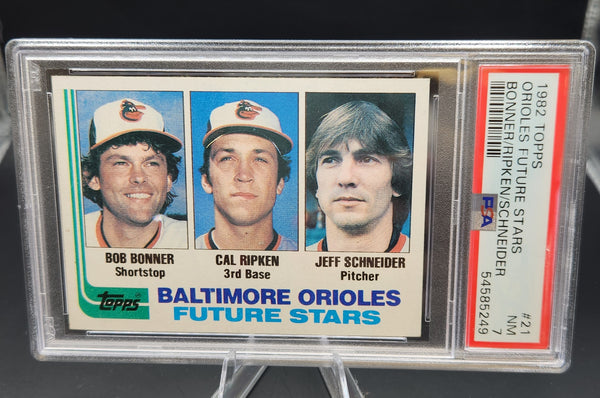 BOB BONNER
Shortstop
CAL RIPKEN
3rd Base
JEFF SCHNEIDER
Pitcher
topps®
BALTIMORE ORIOLES
FUTURE STARS
1982 TOPPS
ORIOLES FUTURE STARS
BONNER/RIPKEN/SCHNEIDER
#21
NM
7
PSA
54585249